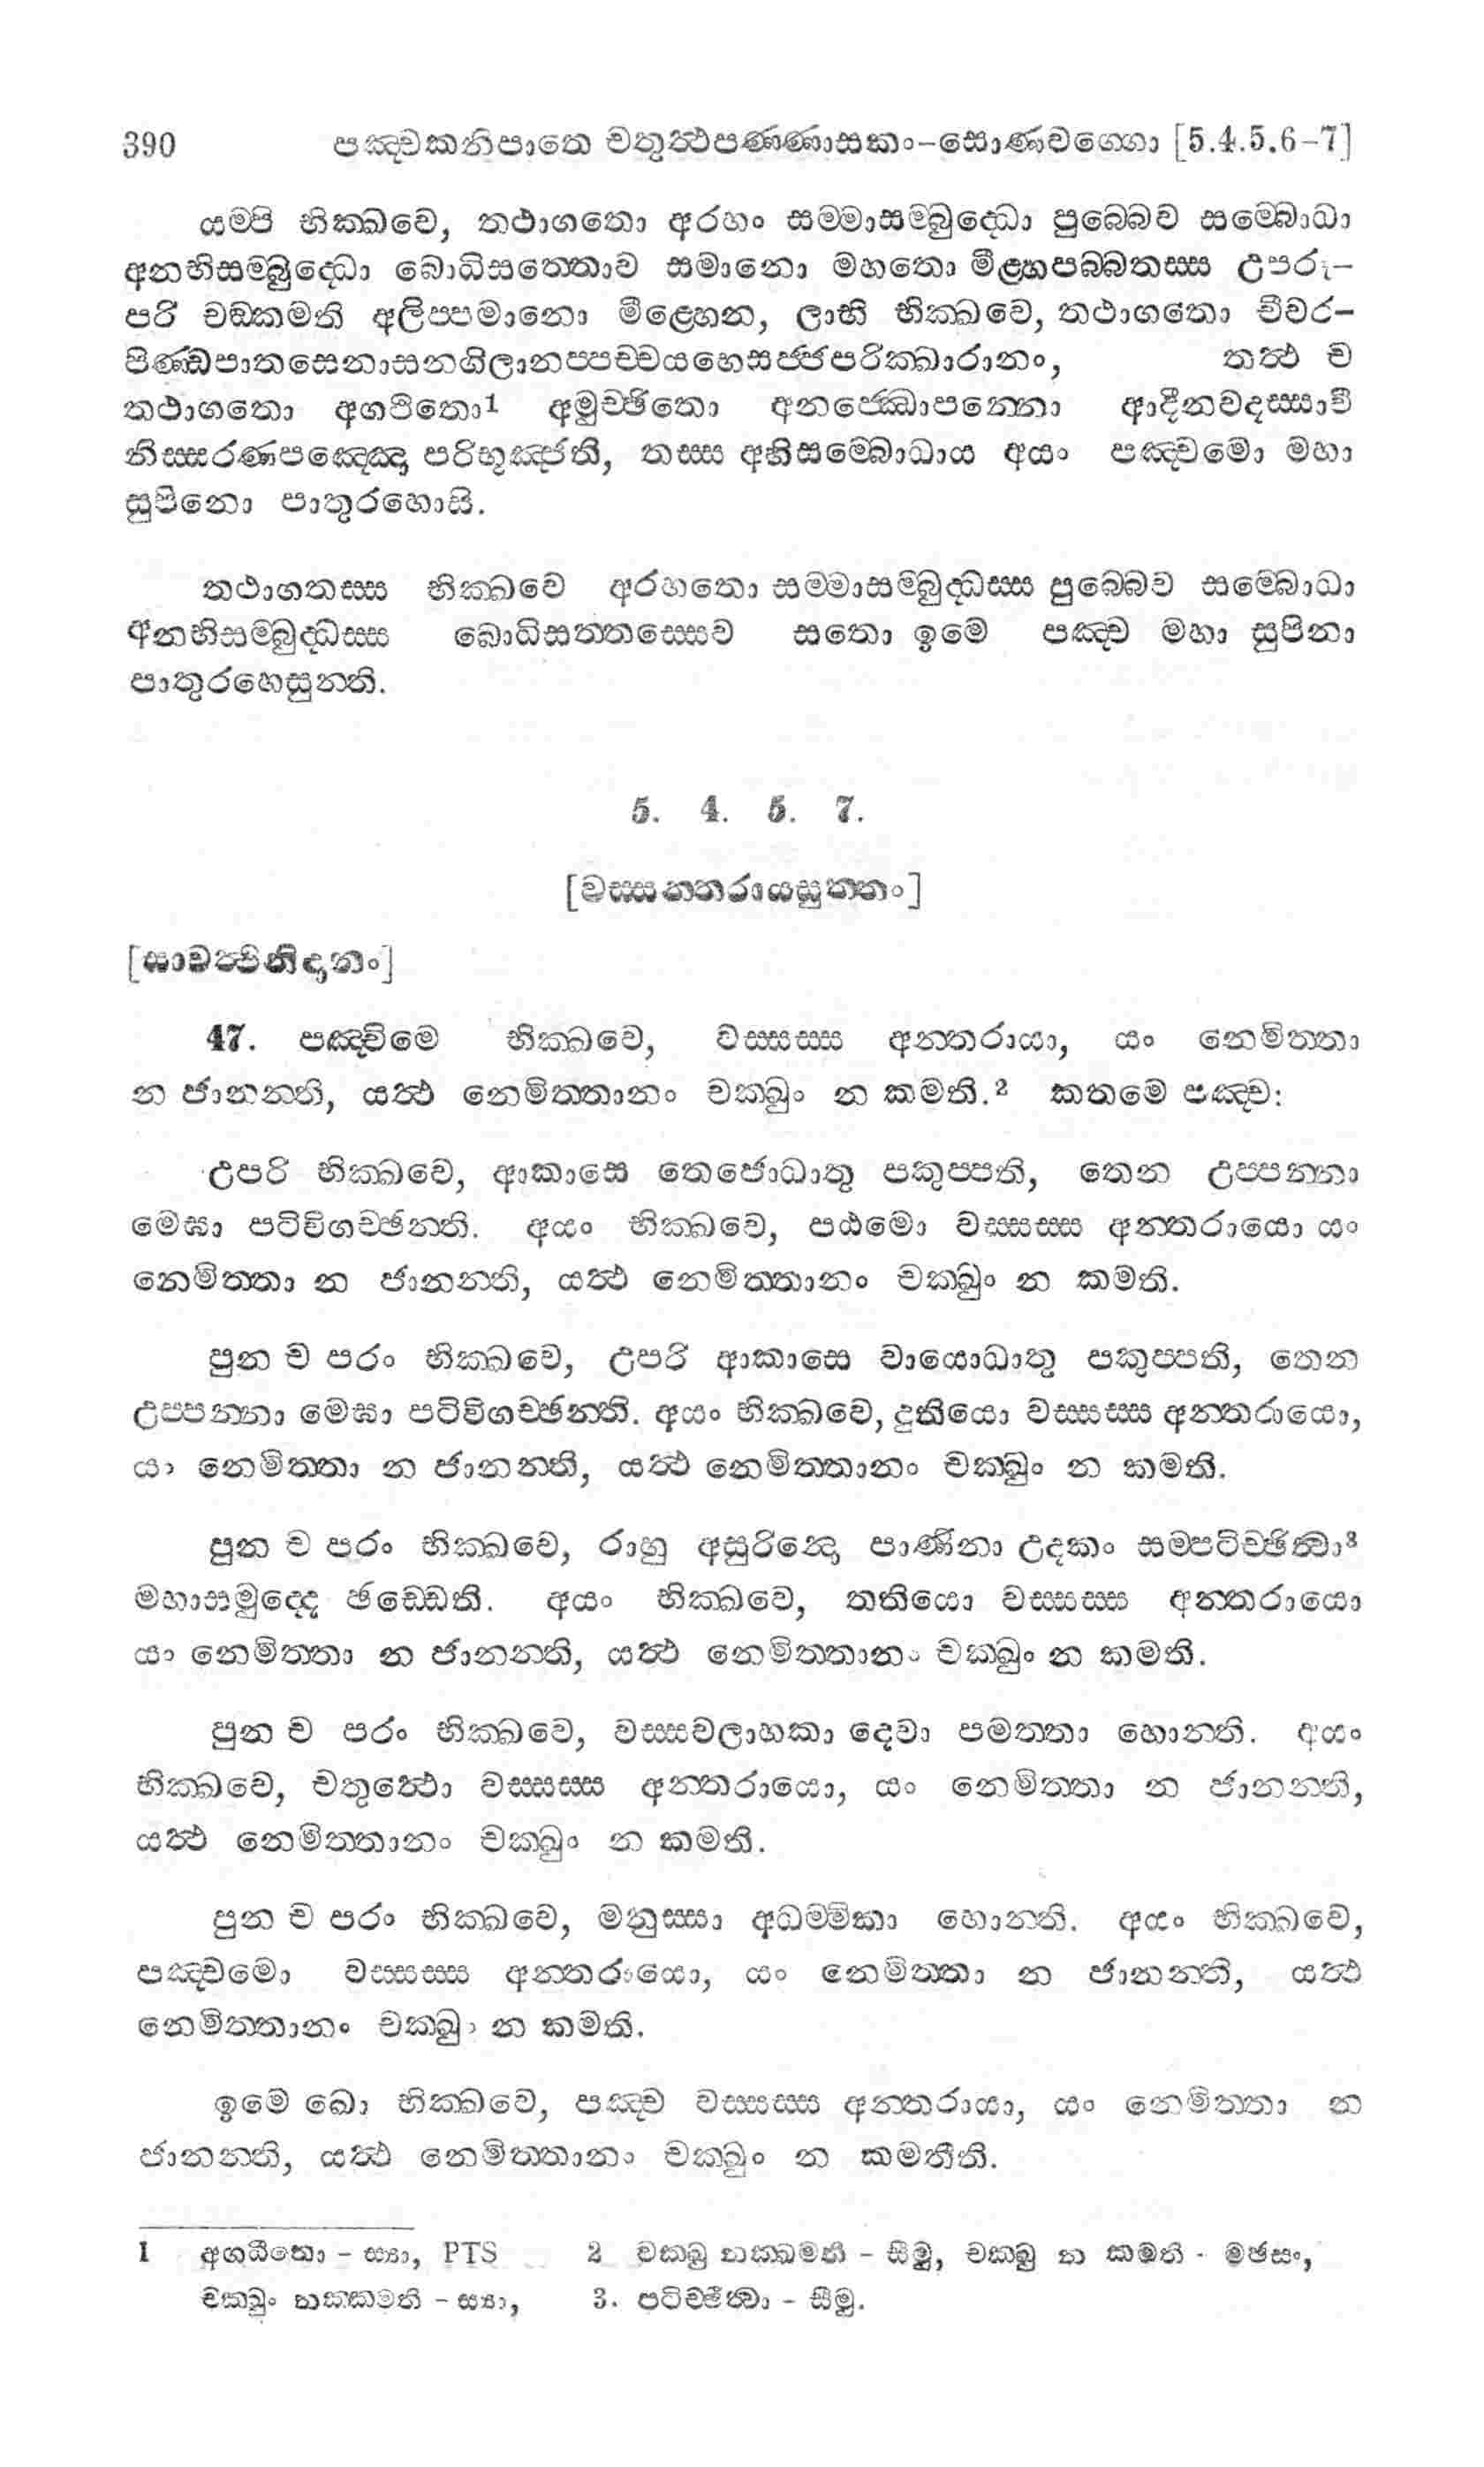 390 පඤ්චකනිපාතෙ චතුත්ථපණ්ණාසකං-සොණවග්ගො [5.4.5.6-7]
යම්පි භික්ඛවෙ, තථාගතො අරහං සම්මාසම්බුද්ධො පුබ්බෙව සම්බොධා
අනභිසම්බුද්ධො බොධිසත්තොව සමානො මහතො මීළ්හපබ්බතස්ස උපරූ-
පරි චඞ්කමති අලිප්පමානො මීළ්හෙන, ලාභී භික්ඛවෙ, තථාගතො චීවර-
පිණ්ඩපාතසෙනාසනගිලානප්පච්චයභෙසජ්ජපරික්ඛාරානං, තත්ථ ච
තථාගතො අගථිතො1 අමුච්ඡිතො අනජ්ඣොපන්නො ආදීනවදස්සාවී
නිස්සරණපඤ්ඤො පරිභුඤ්ජති, තස්ස අභිසම්බොධාය අයං පඤ්චමො මහා
සුපිනො පාතුරහොසි.
තථාගතස්ස භික්ඛවෙ අරහතො සම්මාසම්බුද්ධස්ස පුබ්බෙව සම්බොධා
අනභිසම්බුද්ධස්ස බොධිසත්තස්සෙව සතො ඉමෙ පඤ්ච මහා සුපිනා
පාතුරහෙසුන්ති.
5. 4. 5. 7.
[වස්සන්තරායසුත්තං]
[සාවත්ථිනිදානං]
47. පඤ්චිමෙ භික්ඛවෙ, වස්සස්ස අන්තරායා, යං නෙමිත්තා
න ජානන්ති, යත්ථ නෙමිත්තානං චක්ඛුං න කමති.2 කතමෙ පඤ්ච:
උපරි භික්ඛවෙ, ආකාසෙ තෙජොධාතු පකුප්පති, තෙන උප්පන්නා
මෙඝා පටිවිගච්ඡන්ති. අයං භික්ඛවෙ, පඨමො වස්සස්ස අන්තරායො යං
නෙමිත්තා න ජානන්ති, යත්ථ නෙමිත්තානං චක්ඛුං න කමති.
පුන ච පරං භික්ඛවෙ, උපරි ආකාසෙ වායොධාතු පකුප්පති, තෙන
උප්පන්නා මෙඝා පටිවිගච්ඡන්ති. අයං භික්ඛවෙ, දුතියො වස්සස්ස අන්තරායො,
යං නෙමිත්තා න ජානන්ති, යත්ථ නෙමිත්තානං චක්ඛුං න කමති.
පුන ච පරං භික්ඛවෙ, රාහු අසුරින්දො පාණිනා උදකං සම්පටිච්ඡිත්වා3
මහාසමුද්දෙ ඡඩ්ඩෙති. අයං භික්ඛවෙ, තතියො වස්සස්ස අන්තරායො
යං නෙමිත්තා න ජානන්ති, යත්ථ නෙමිත්තානං චක්ඛුං න කමති.
පුන ච පරං භික්ඛවෙ, වස්සවලාහකා දෙවා පමත්තා හොන්ති. අයං
භික්ඛවෙ, චතුත්ථො වස්සස්ස අන්තරායො, යං නෙමිත්තා න ජානන්ති,
යත්ථ නෙමිත්තානං චක්ඛුං න කමති.
පුන ච පරං භික්ඛවෙ, මනුස්සා අධම්මිකා හොන්ති. අයං භික්ඛවෙ,
පඤ්චමො වස්සස්ස අන්තරායො, යං නෙමිත්තා න ජානන්ති, යත්ථ
නෙමිත්තානං චක්ඛුං න කමති.
ඉමෙ ඛො භික්ඛවෙ, පඤ්ච වස්සස්ස අන්තරායා, යං නෙමිත්තා න
ජානන්ති, යත්ථ නෙමිත්තානං චක්ඛුං න කමතීති.
1 අගධිතො - ස්‍යා, PTS 2 චක්ඛු නක්ඛමති - සීමු, චක්ඛු න කමති - මඡසං,
චක්ඛුං නක්කමති - ස්‍යා, 3. පටිච්ඡිත්වා - සීමු.